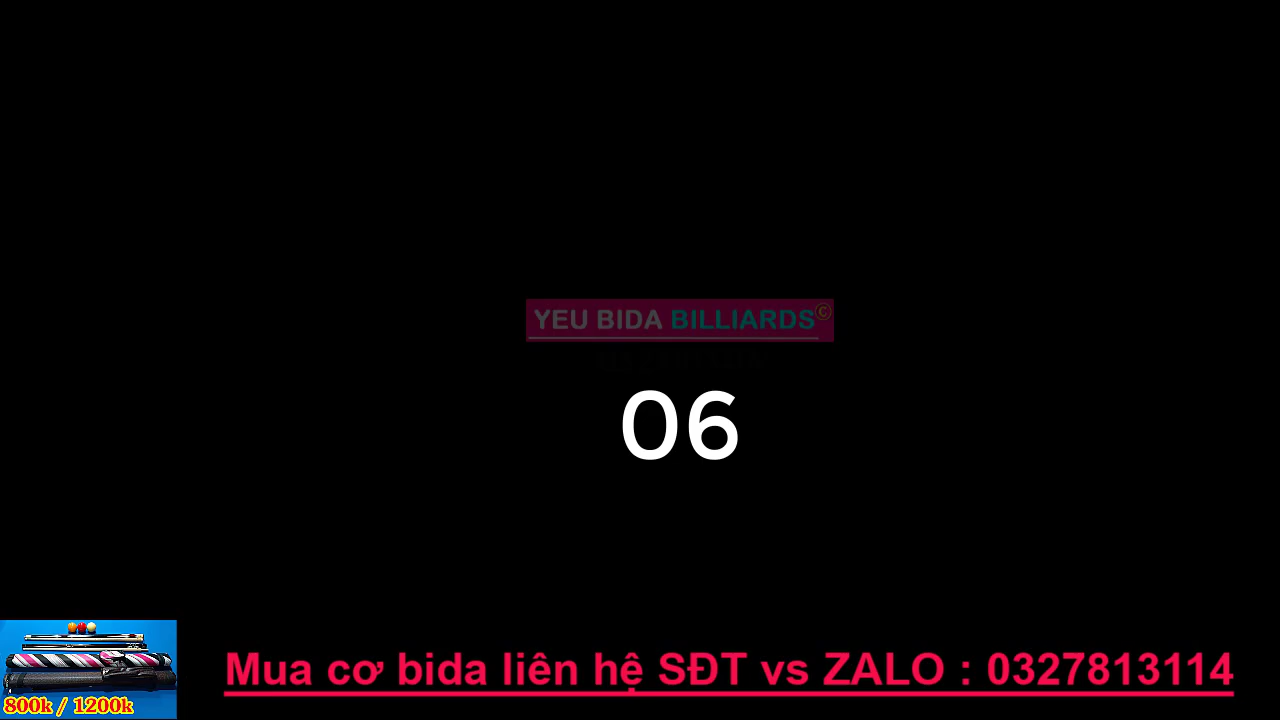 YEU BIDA BILLIARDS©
06
800k / 1200k
Mua cơ bida liên hệ SĐT vs ZALO : 0327813114